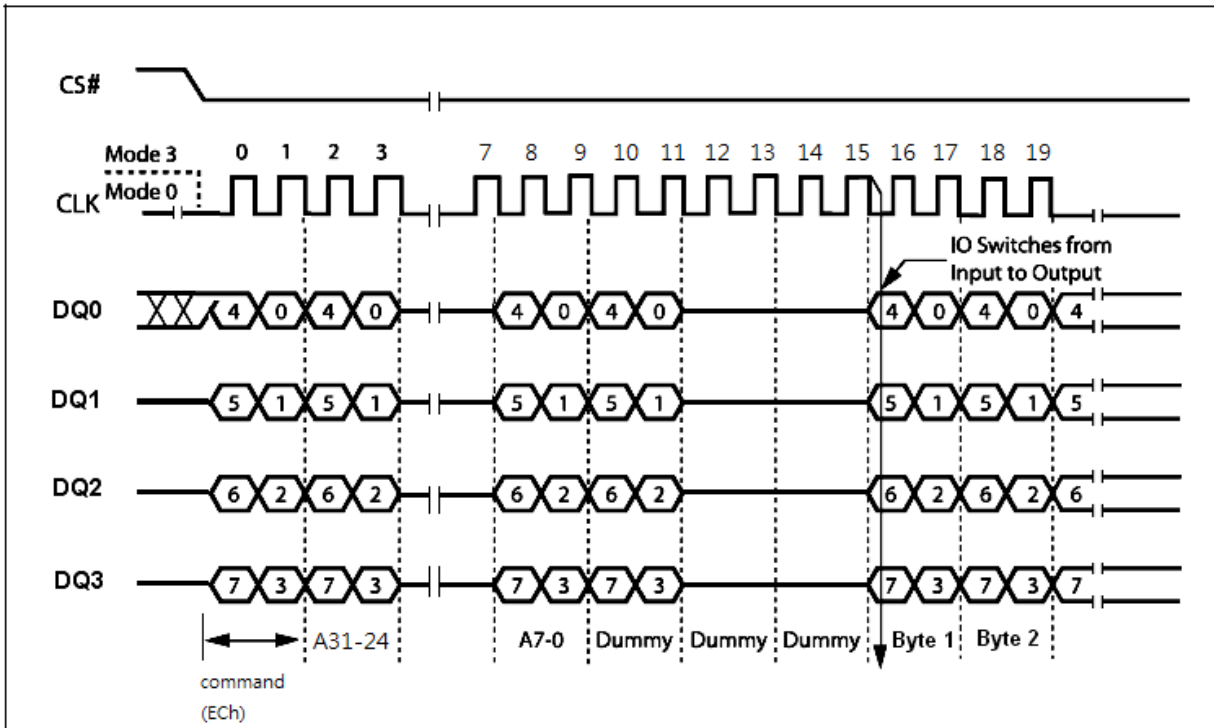 CS#
Mode 3
0 1 2 3 7 8 9 10 11 12 13 14 15 16 17 18 19
Mode 0
CLK
IO Switches from
Input to Output
DQ0 4 0 4 0 4 0 4 0 4 0 4 0 4
DQ1 5 1 5 1 5 1 5 1 5 1 5 1 5
DQ2 6 2 6 2 6 2 6 2 6 2 6 2 6
DQ3 7 3 7 3 7 3 7 3 7 3 7 3 7
A31-24 A7-0 Dummy Dummy Dummy Byte 1 Byte 2
command
(ECh)